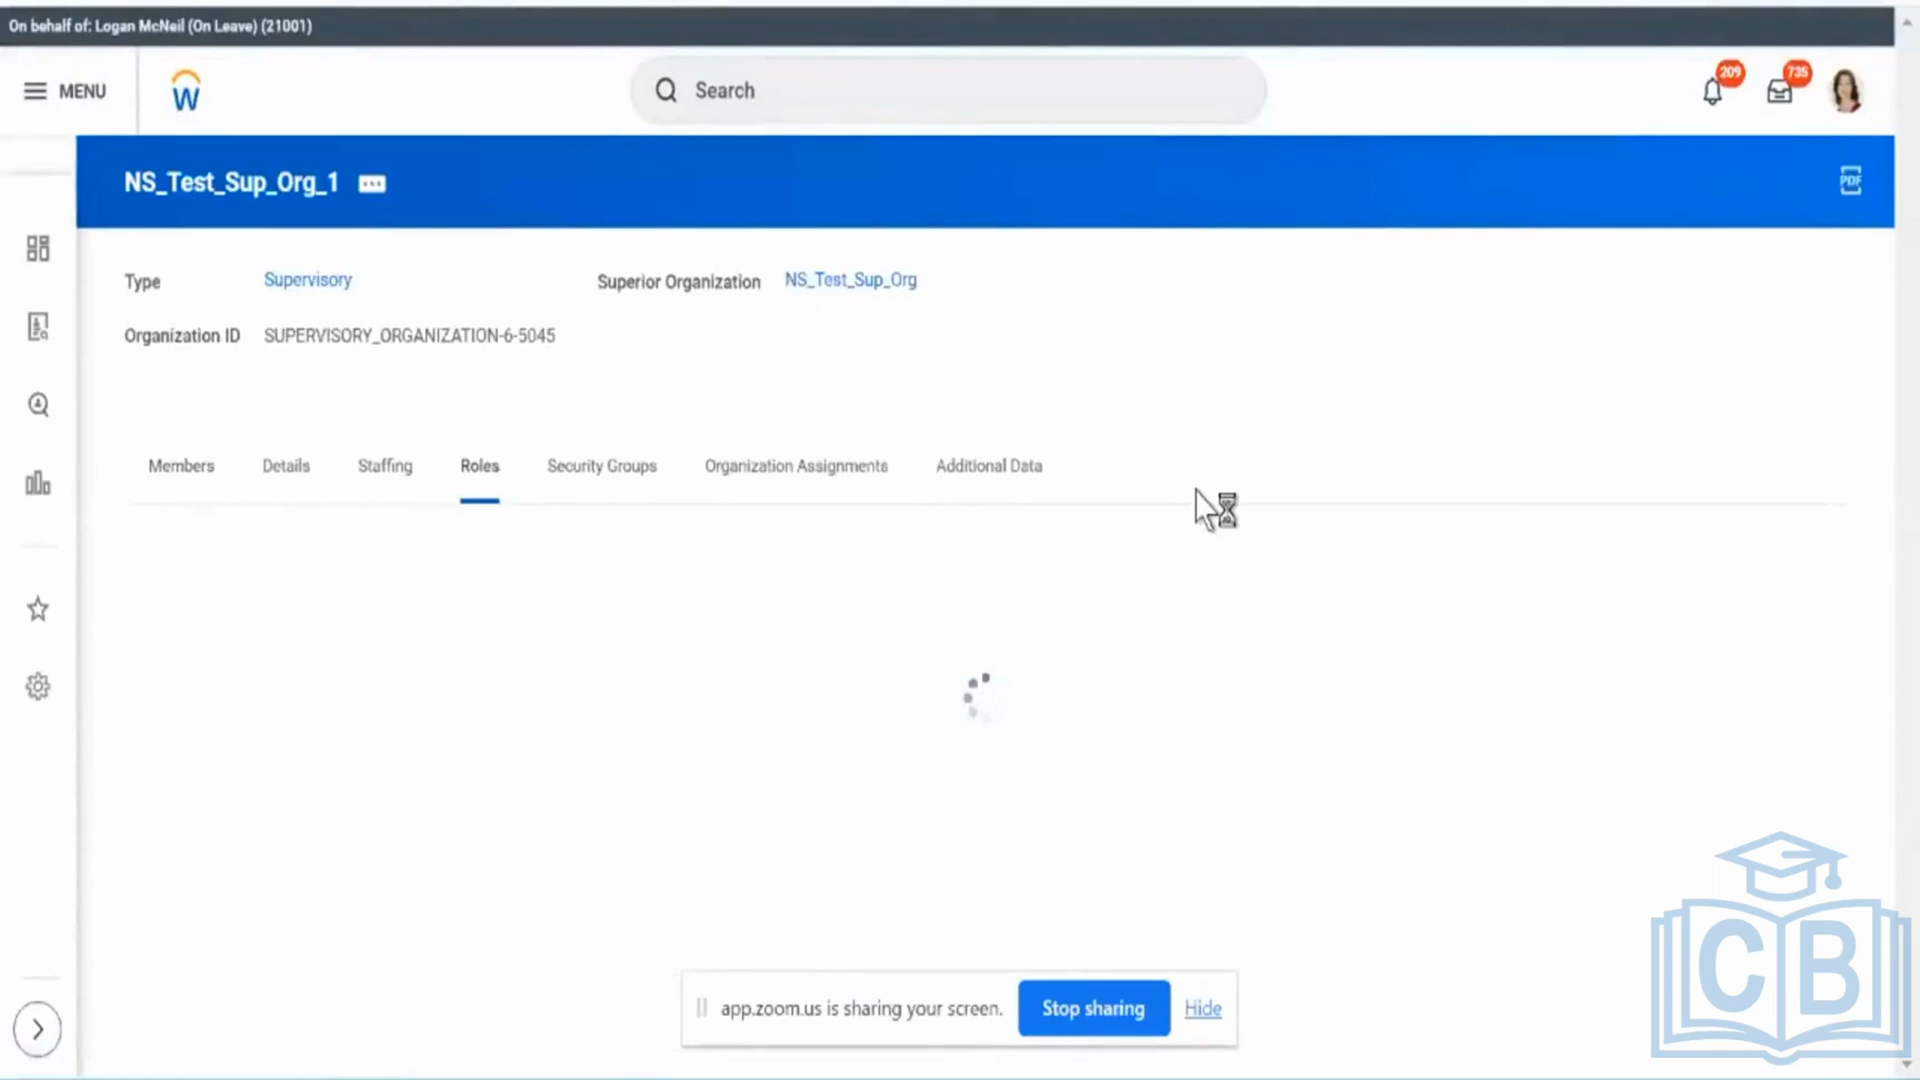 On behalf of: Logan McNeil (On Leave) (21001)
MENU
W
Search
209
735
NS_Test_Sup_Org_1
PDF
Type
Supervisory
Superior Organization
NS_Test_Sup_Org
Organization ID
SUPERVISORY_ORGANIZATION-6-5045
Members
Details
Staffing
Roles
Security Groups
Organization Assignments
Additional Data
app.zoom.us is sharing your screen.
Stop sharing
Hide
CB